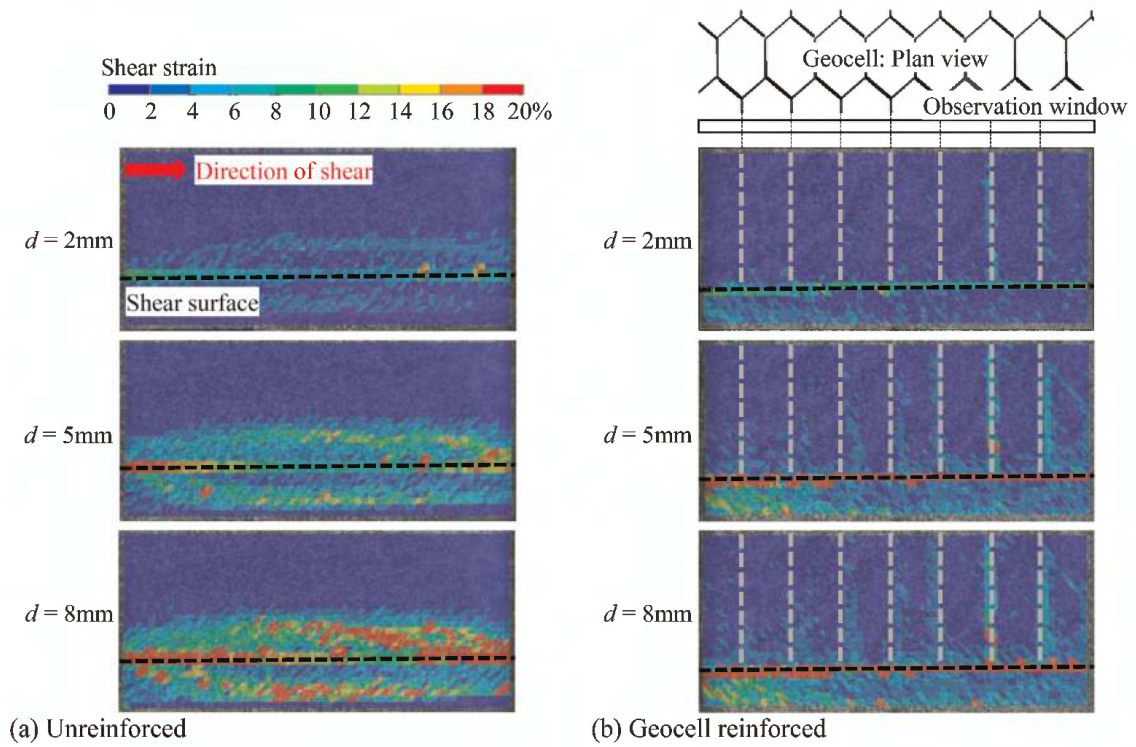 Shear strain
0 2 4 6 8 10 12 14 16 18 20%
Direction of shear
d = 2mm
Shear surface
d = 5mm
d = 8mm
(a) Unreinforced
Geocell: Plan view
Observation window
d = 2mm
d = 5mm
d = 8mm
(b) Geocell reinforced